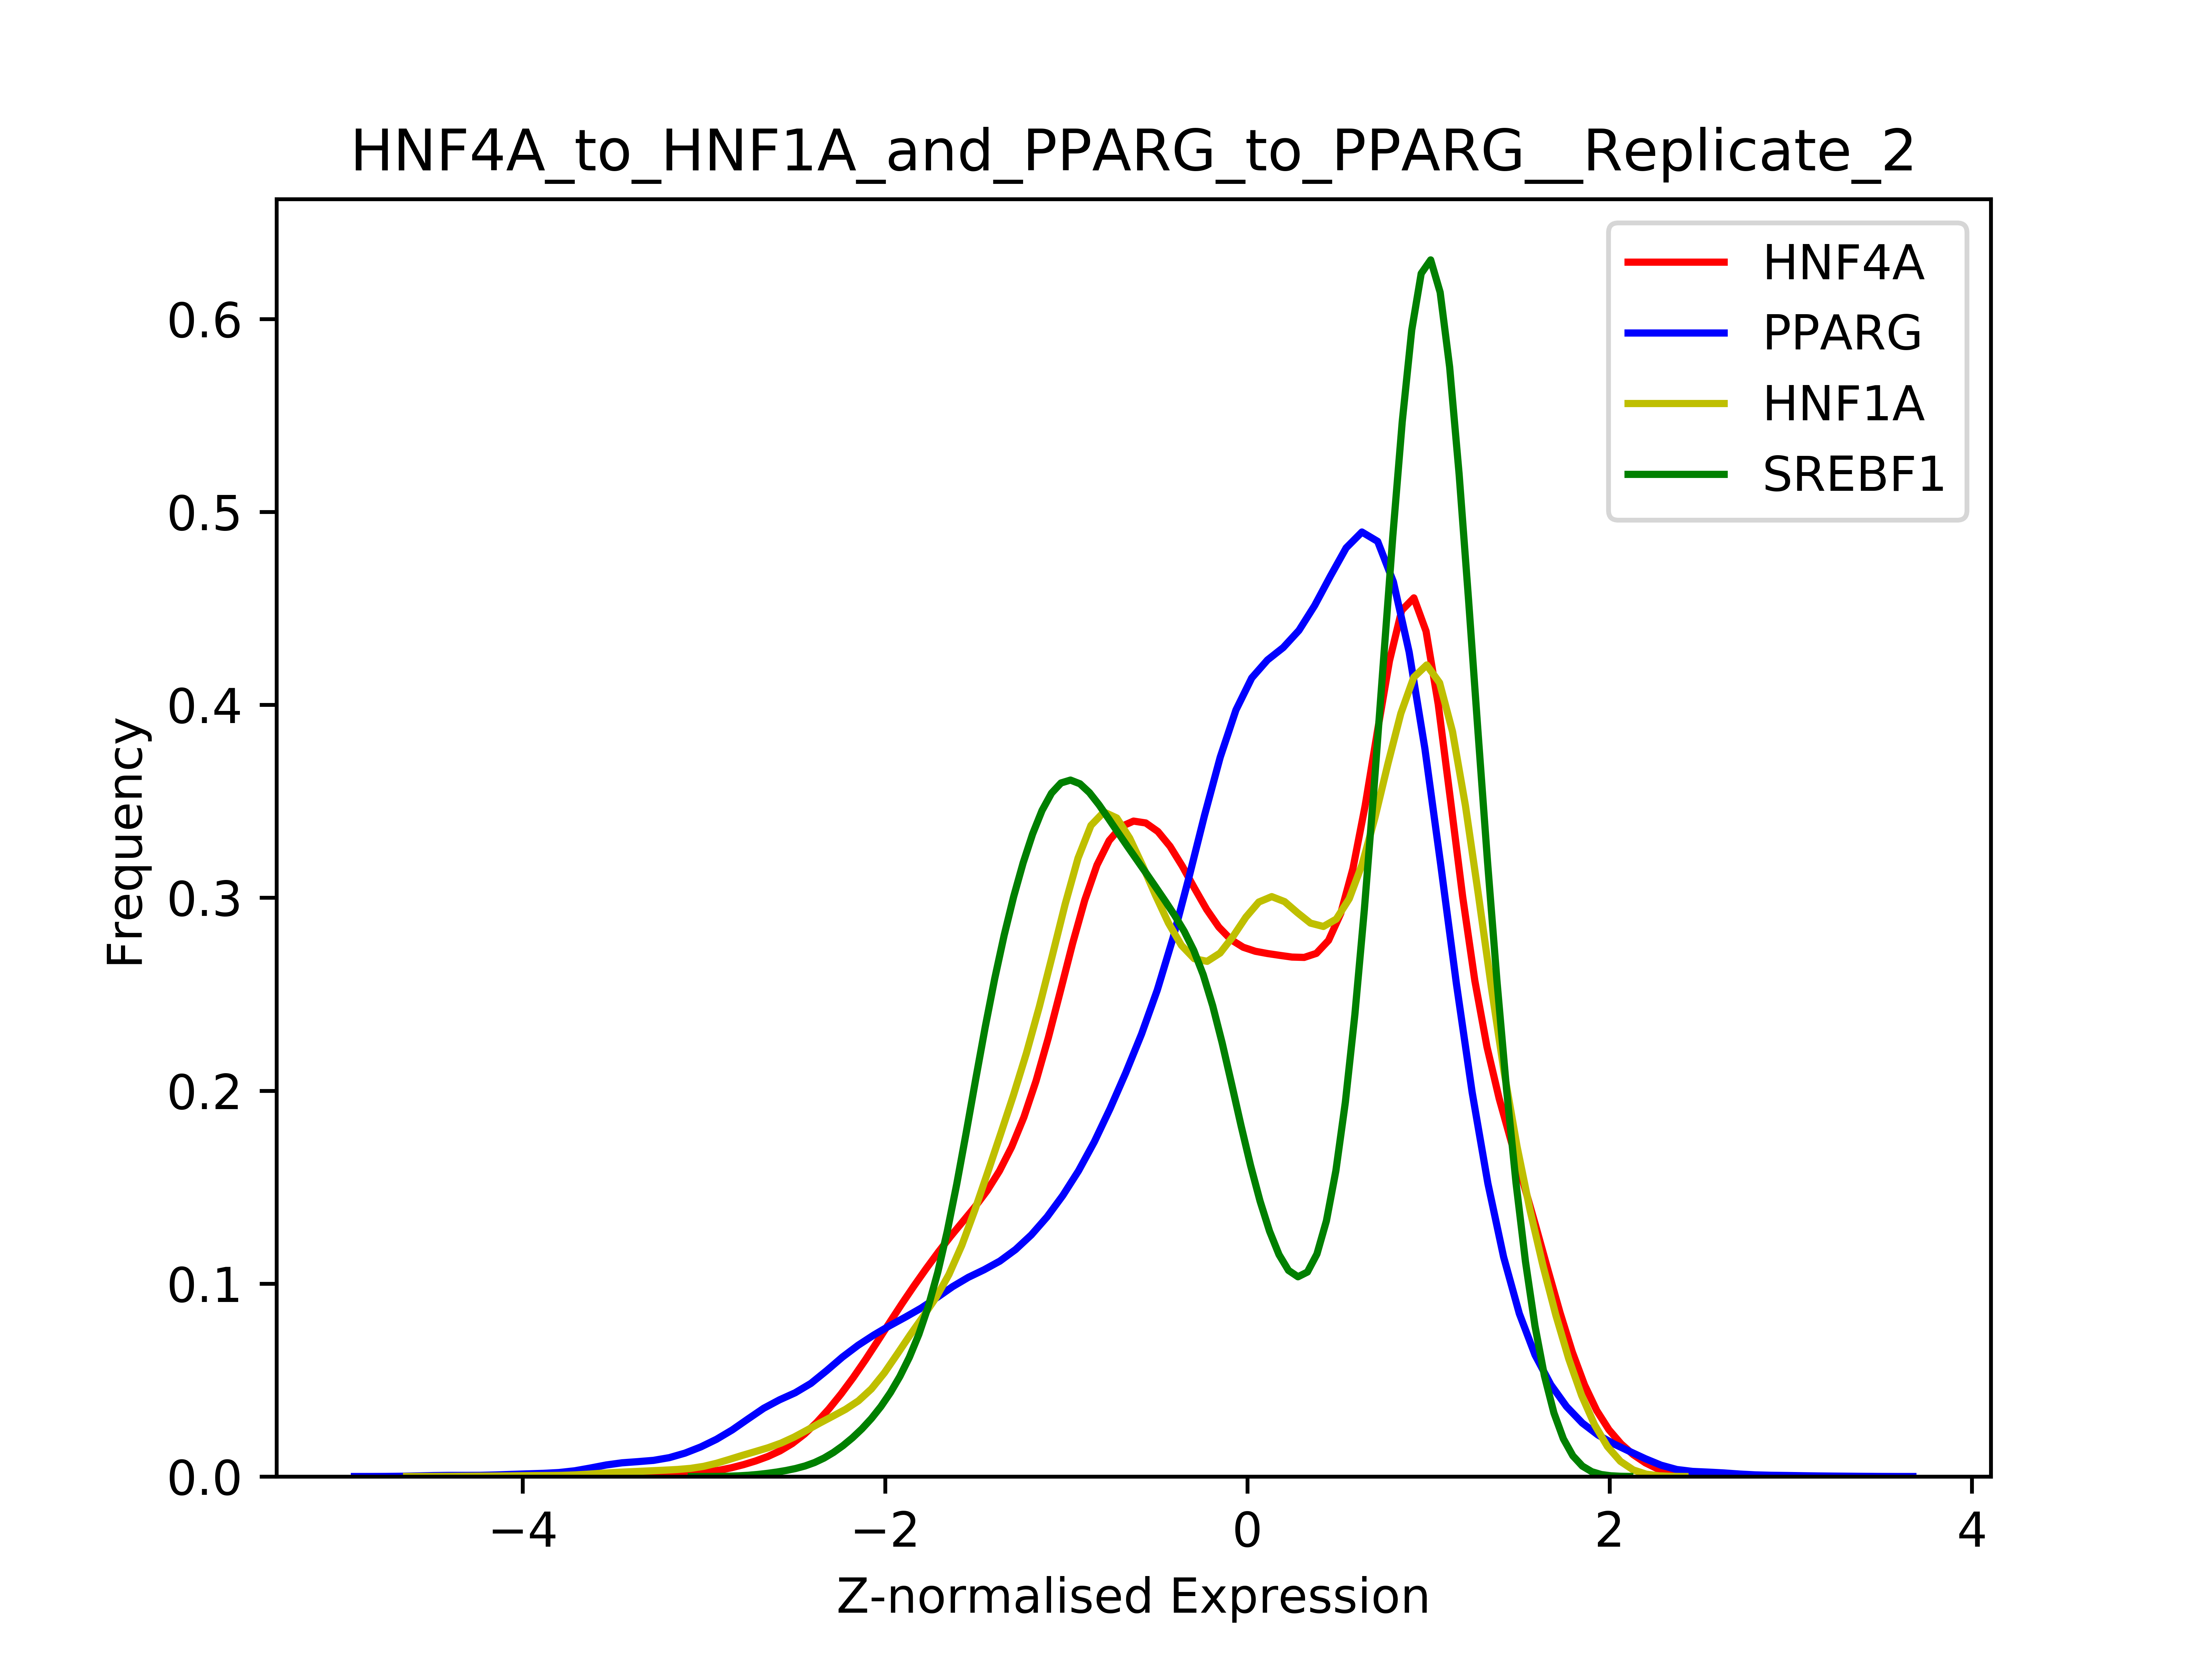 HNF4A_to_HNF1A_and_PPARG_to_PPARG__Replicate_2
HNF4A
PPARG
HNF1A
SREBF1
Frequency
0.6
0.5
0.4
0.3
0.2
0.1
0.0
−4 −2 0 2 4
Z-normalised Expression